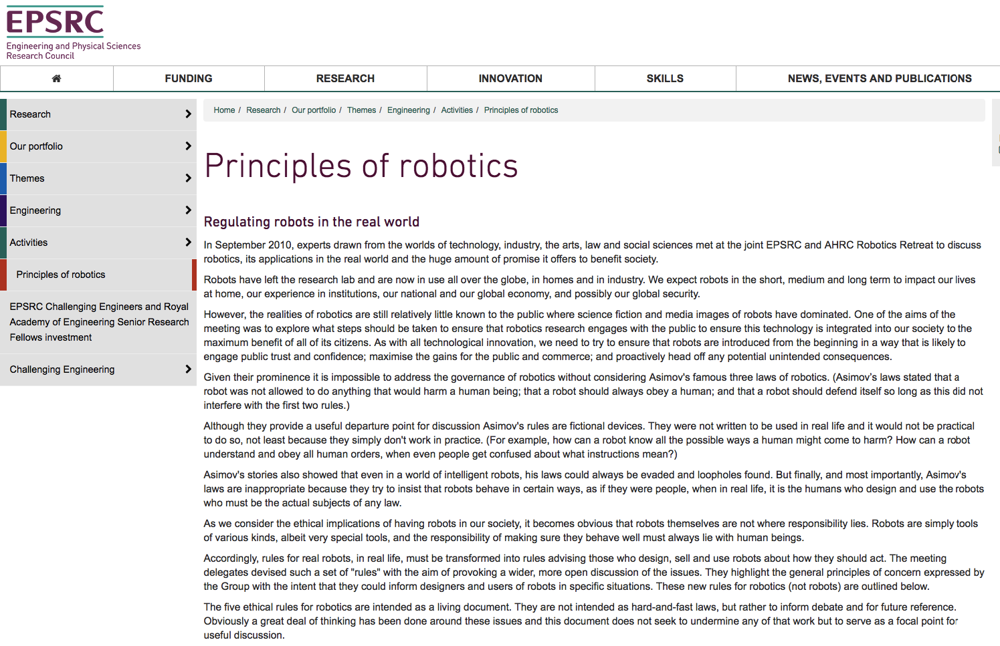 EPSRC
Engineering and Physical Sciences
Research Council
FUNDING
RESEARCH
INNOVATION
SKILLS
NEWS, EVENTS AND PUBLICATIONS
Research
Our portfolio
Themes
Engineering
Activities
Principles of robotics
EPSRC Challenging Engineers and Royal
Academy of Engineering Senior Research
Fellows investment
Challenging Engineering
Home / Research / Our portfolio / Themes / Engineering / Activities / Principles of robotics
Principles of robotics
Regulating robots in the real world
In September 2010, experts drawn from the worlds of technology, industry, the arts, law and social sciences met at the joint EPSRC and AHRC Robotics Retreat to discuss
robotics, its applications in the real world and the huge amount of promise it offers to benefit society.
Robots have left the research lab and are now in use all over the globe, in homes and in industry. We expect robots in the short, medium and long term to impact our lives
at home, our experience in institutions, our national and our global economy, and possibly our global security.
However, the realities of robotics are still relatively little known to the public where science fiction and media images of robots have dominated. One of the aims of the
meeting was to explore what steps should be taken to ensure that robotics research engages with the public to ensure this technology is integrated into our society to the
maximum benefit of all of its citizens. As with all technological innovation, we need to try to ensure that robots are introduced from the beginning in a way that is likely to
engage public trust and confidence; maximise the gains for the public and commerce; and proactively head off any potential unintended consequences.
Given their prominence it is impossible to address the governance of robotics without considering Asimov's famous three laws of robotics. (Asimov's laws stated that a
robot was not allowed to do anything that would harm a human being; that a robot should always obey a human; and that a robot should defend itself so long as this did not
interfere with the first two rules.)
Although they provide a useful departure point for discussion Asimov's rules are fictional devices. They were not written to be used in real life and it would not be practical
to do so, not least because they simply don't work in practice. (For example, how can a robot know all the possible ways a human might come to harm? How can a robot
understand and obey all human orders, when even people get confused about what instructions mean?)
Asimov's stories also showed that even in a world of intelligent robots, his laws could always be evaded and loopholes found. But finally, and most importantly, Asimov's
laws are inappropriate because they try to insist that robots behave in certain ways, as if they were people, when in real life, it is the humans who design and use the robots
who must be the actual subjects of any law.
As we consider the ethical implications of having robots in our society, it becomes obvious that robots themselves are not where responsibility lies. Robots are simply tools
of various kinds, albeit very special tools, and the responsibility of making sure they behave well must always lie with human beings.
Accordingly, rules for real robots, in real life, must be transformed into rules advising those who design, sell and use robots about how they should act. The meeting
delegates devised such a set of "rules" with the aim of provoking a wider, more open discussion of the issues. They highlight the general principles of concern expressed by
the Group with the intent that they could inform designers and users of robots in specific situations. These new rules for robotics (not robots) are outlined below.
The five ethical rules for robotics are intended as a living document. They are not intended as hard-and-fast laws, but rather to inform debate and for future reference.
Obviously a great deal of thinking has been done around these issues and this document does not seek to undermine any of that work but to serve as a focal point for
useful discussion.